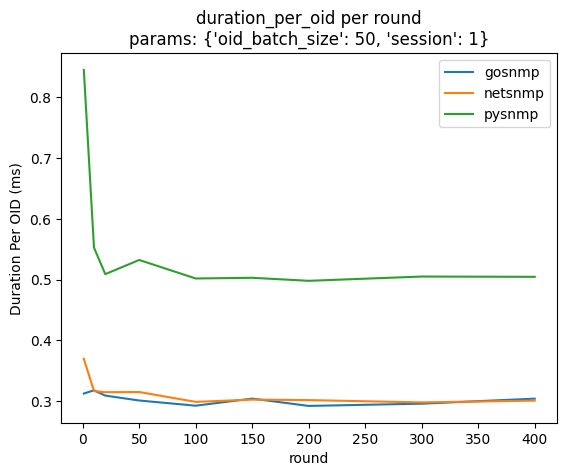 duration_per_oid per round
params: {'oid_batch_size': 50, 'session': 1}
gosnmp
netsnmp
pysnmp
Duration Per OID (ms)
0.8
0.7
0.6
0.5
0.4
0.3
0
50
100
150
200
250
300
350
400
round